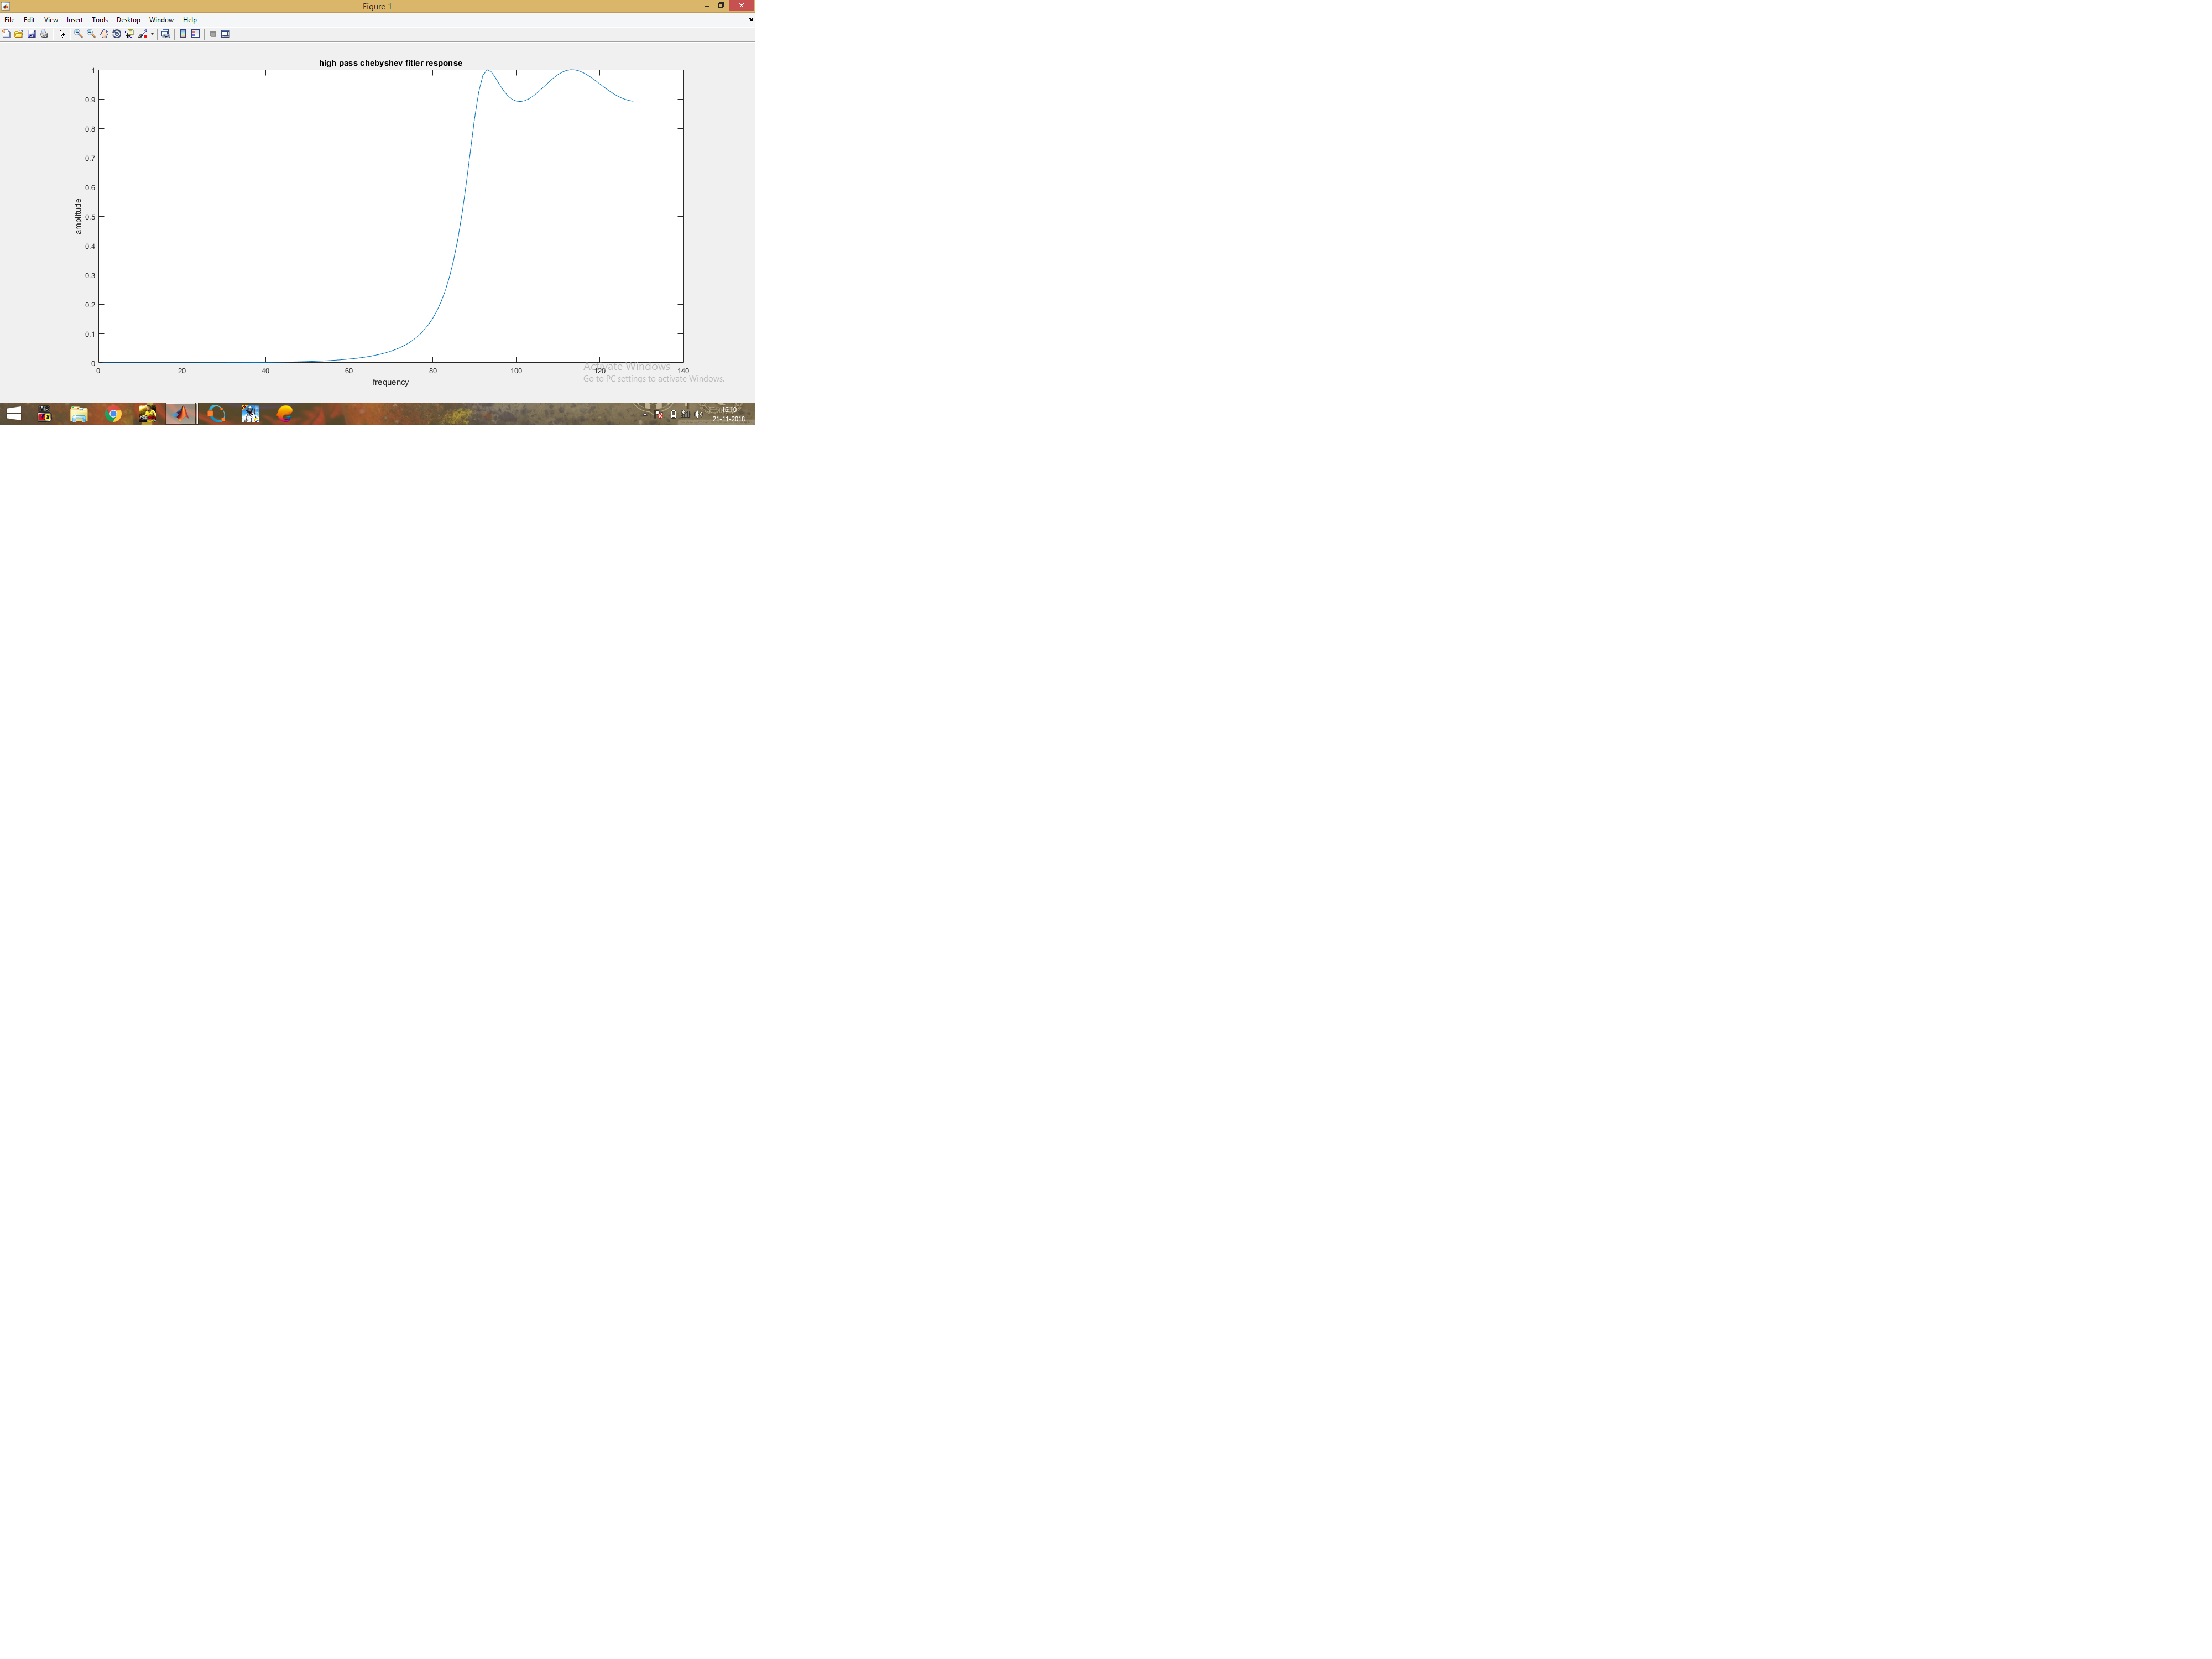 Figure 1
File Edit View Insert Tools Desktop Window Help
high pass chebyshev fitler response
1
0.9
0.8
0.7
0.6
0.5
0.4
0.3
0.2
0.1
0
amplitude
0 20 40 60 80 100 120 140
frequency
Activate Windows
Go to PC settings to activate Windows.
16:10
21-11-2018